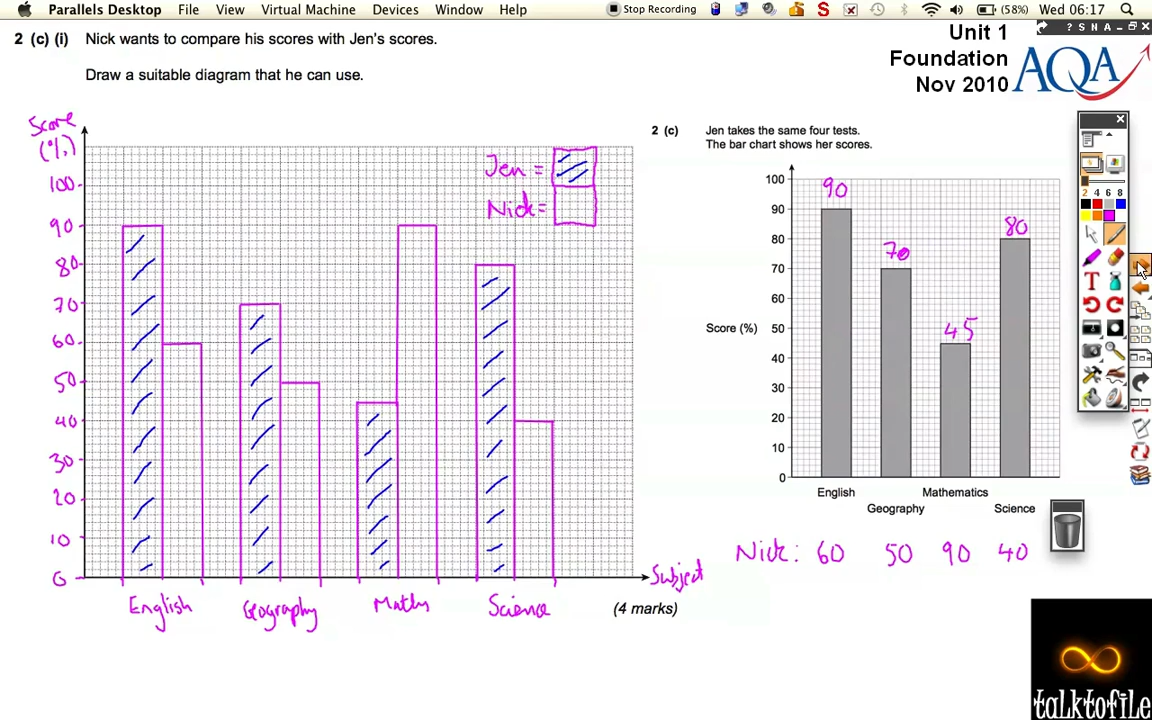 Parallels Desktop File View Virtual Machine Devices Window Help Stop Recording S (58%) Wed 06:17
2 (c) (i) Nick wants to compare his scores with Jen's scores.
Draw a suitable diagram that he can use.
Unit 1
Foundation
Nov 2010
AQA
? S N A
Score
(%)
100
90
80
70
60
50
40
30
20
10
0
Jen =
Nick =
English Geography Maths Science
Subject
(4 marks)
2 (c) Jen takes the same four tests.
The bar chart shows her scores.
100
90
80
70
60
50
40
30
20
10
0
Score (%)
90
70
45
80
English
Geography
Mathematics
Science
Nick: 60 50 90 40
2 4 6 8
T
talktofile